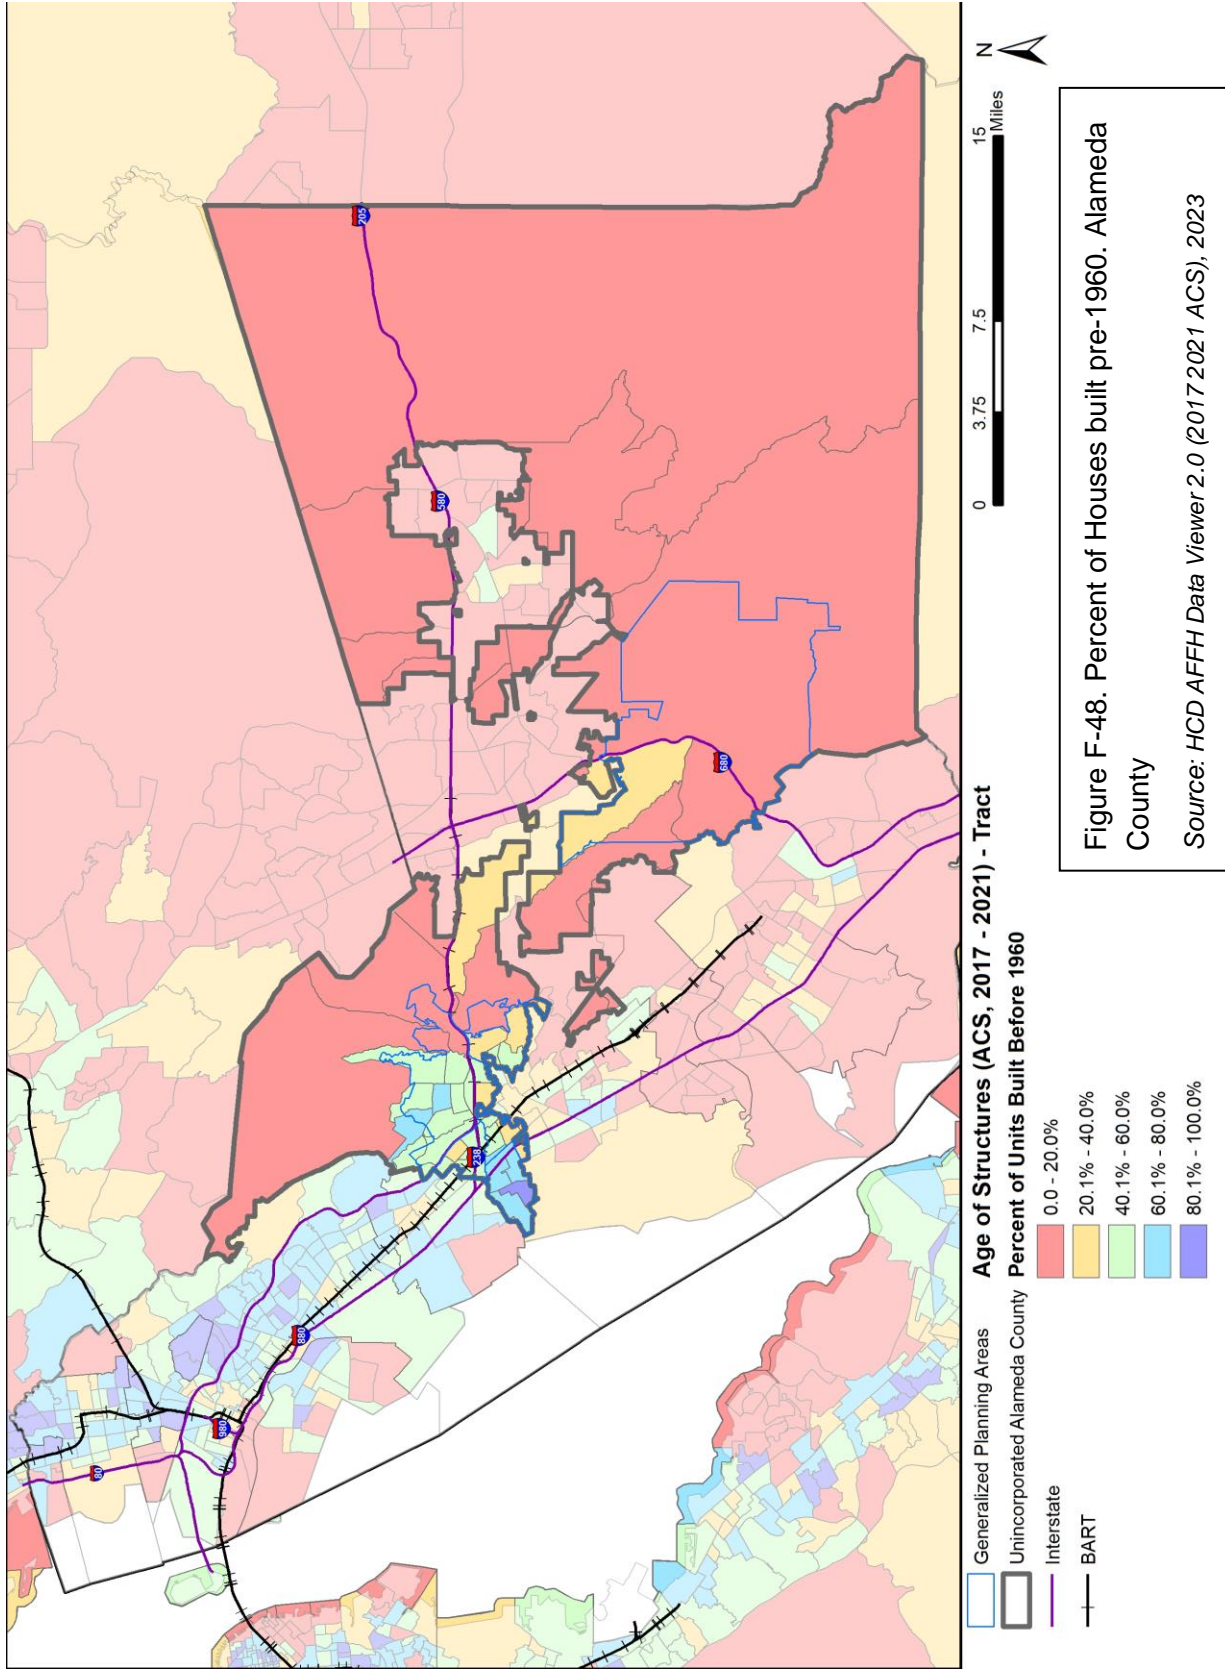 80
980
880
238
580
205
680
N
0 3.75 7.5 15
Miles
Generalized Planning Areas
Unincorporated Alameda County
Interstate
BART
Age of Structures (ACS, 2017 - 2021) - Tract
Percent of Units Built Before 1960
0.0 - 20.0%
20.1% - 40.0%
40.1% - 60.0%
60.1% - 80.0%
80.1% - 100.0%
Figure F-48. Percent of Houses built pre-1960. Alameda
County
Source: HCD AFFH Data Viewer 2.0 (2017 2021 ACS), 2023